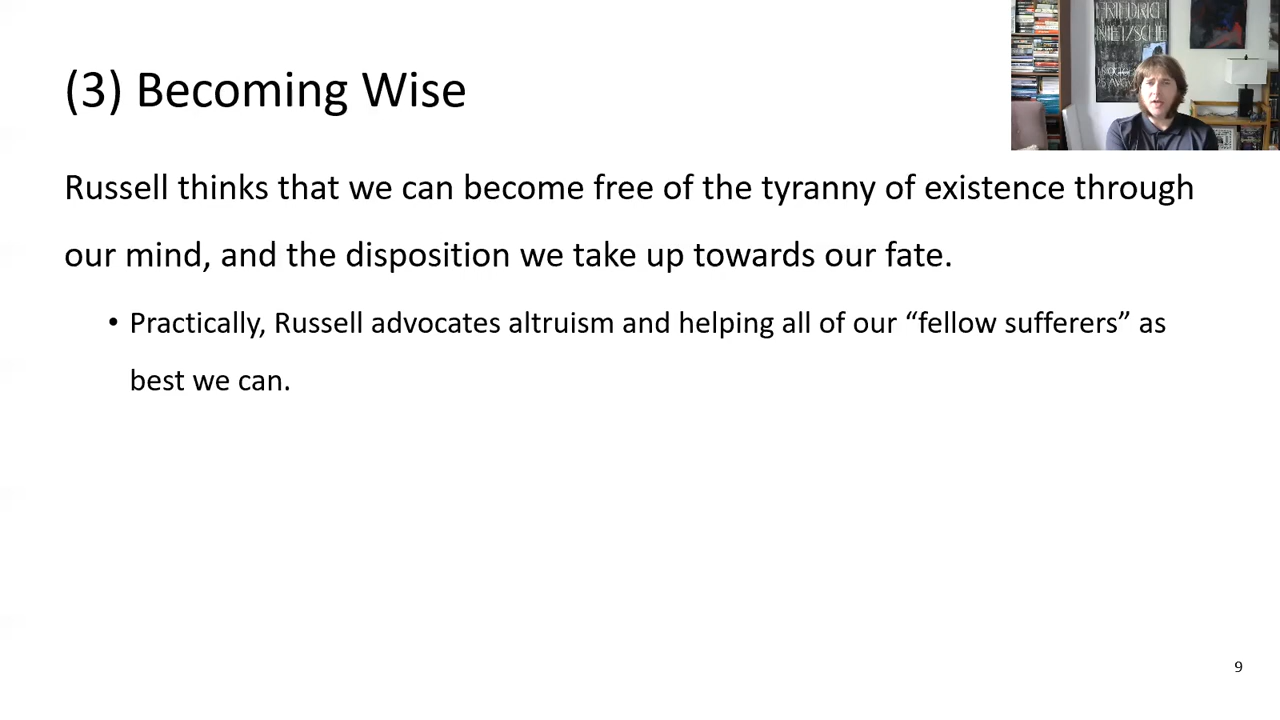 (3) Becoming Wise
FRIEDRICH
NIETZSCHE
Russell thinks that we can become free of the tyranny of existence through
our mind, and the disposition we take up towards our fate.
• Practically, Russell advocates altruism and helping all of our “fellow sufferers” as
best we can.
9